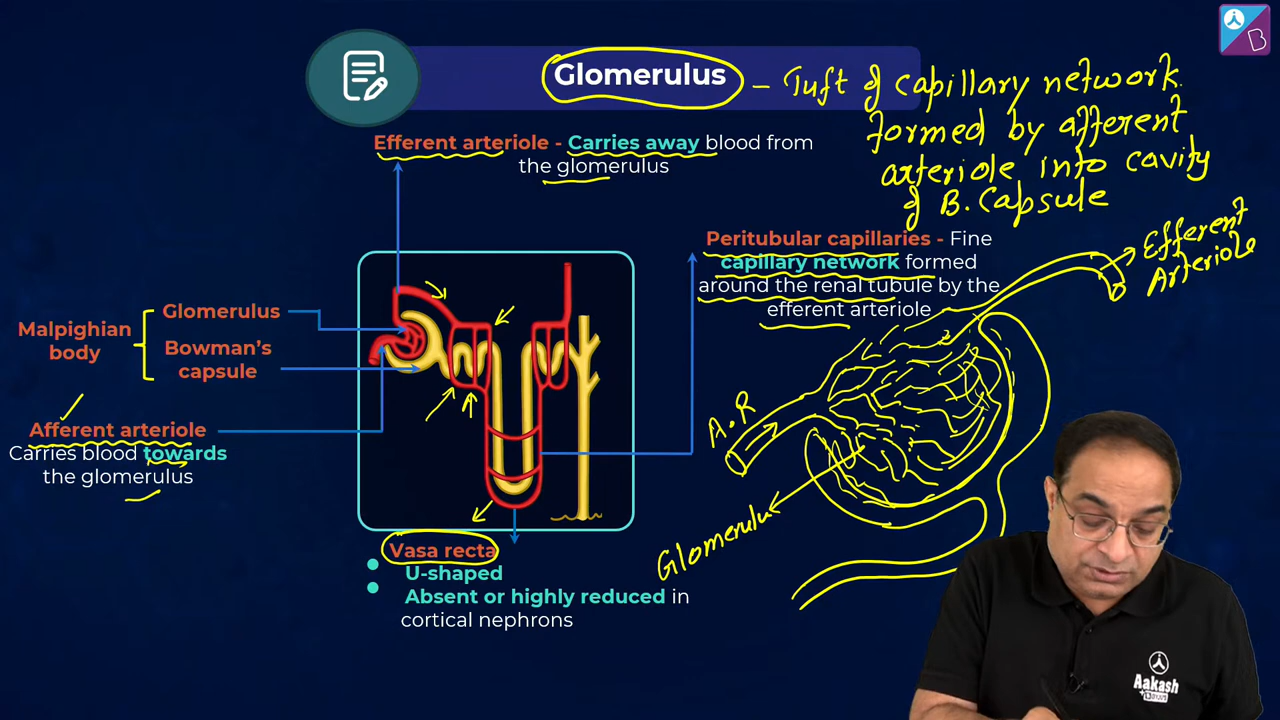 Glomerulus
– Tuft of capillary network
formed by afferent
arteriole into cavity
of B. Capsule
Efferent arteriole - Carries away blood from
the glomerulus
Efferent
Arteriole
Peritubular capillaries - Fine
capillary network formed
around the renal tubule by the
efferent arteriole
Malpighian
body
Glomerulus
Bowman's
capsule
Afferent arteriole
Carries blood towards
the glomerulus
A.R
Glomerulu
Vasa recta
• U-shaped
• Absent or highly reduced in
cortical nephrons
B
Aakash